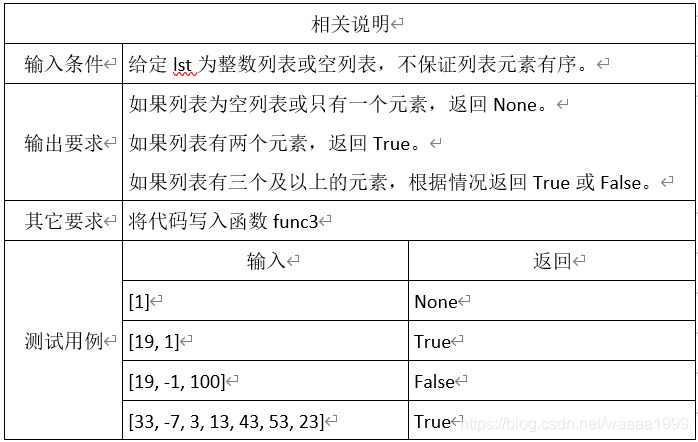 相关说明
输入条件 给定 lst 为整数列表或空列表，不保证列表元素有序。
输出要求
如果列表为空列表或只有一个元素，返回 None。
如果列表有两个元素，返回 True。
如果列表有三个及以上的元素，根据情况返回 True 或 False。
其它要求 将代码写入函数 func3
测试用例
输入 返回
[1] None
[19, 1] True
[19, -1, 100] False
[33, -7, 3, 13, 43, 53, 23] True
https://blog.csdn.net/waaaa1999